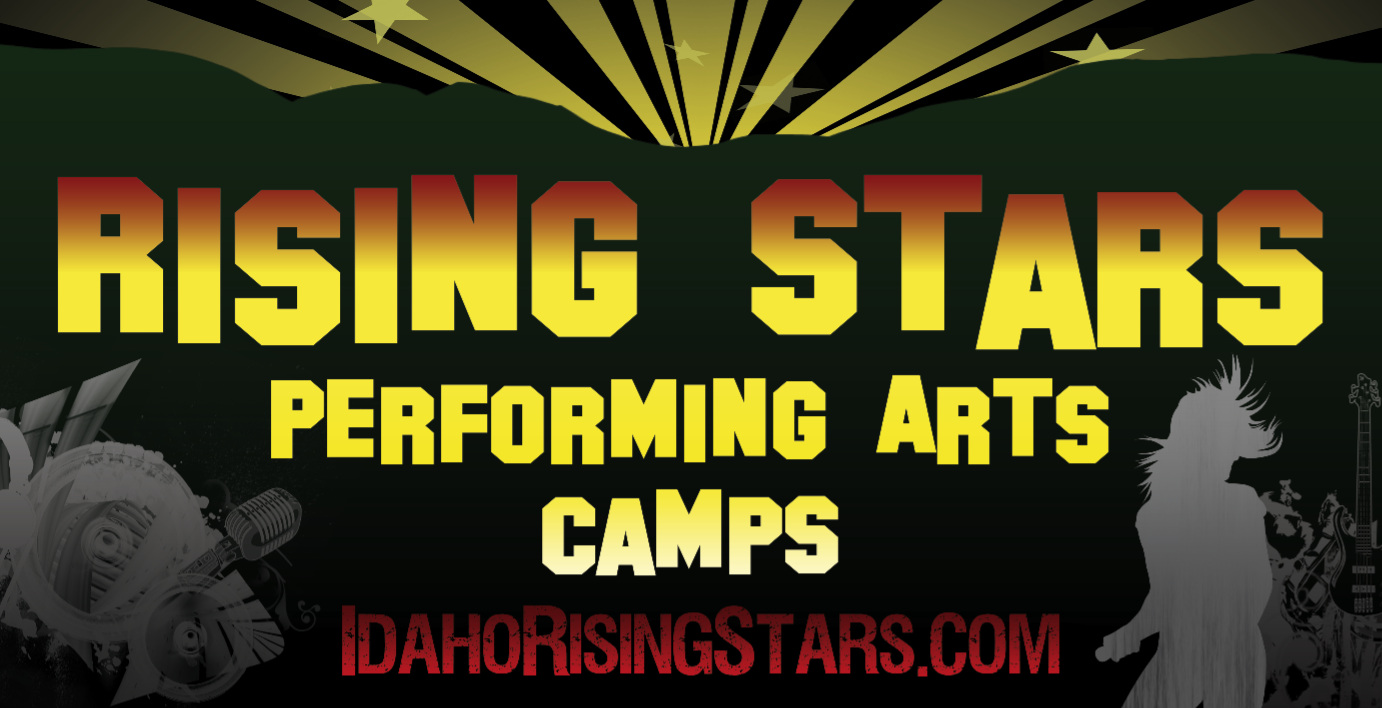 RISING STARS
PERFORMING ARTS
CAMPS
IDAHORISINGSTARS.COM